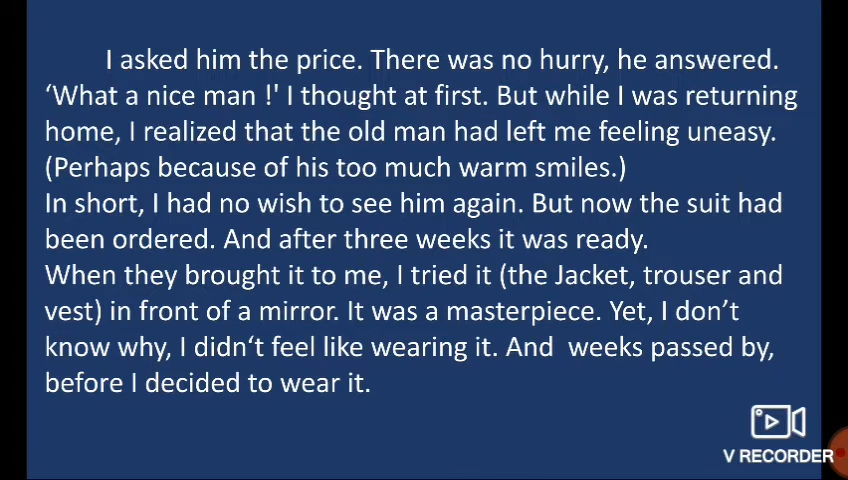 I asked him the price. There was no hurry, he answered.
‘What a nice man !' I thought at first. But while I was returning
home, I realized that the old man had left me feeling uneasy.
(Perhaps because of his too much warm smiles.)
In short, I had no wish to see him again. But now the suit had
been ordered. And after three weeks it was ready.
When they brought it to me, I tried it (the Jacket, trouser and
vest) in front of a mirror. It was a masterpiece. Yet, I don’t
know why, I didn‘t feel like wearing it. And  weeks passed by,
before I decided to wear it.
V RECORDER